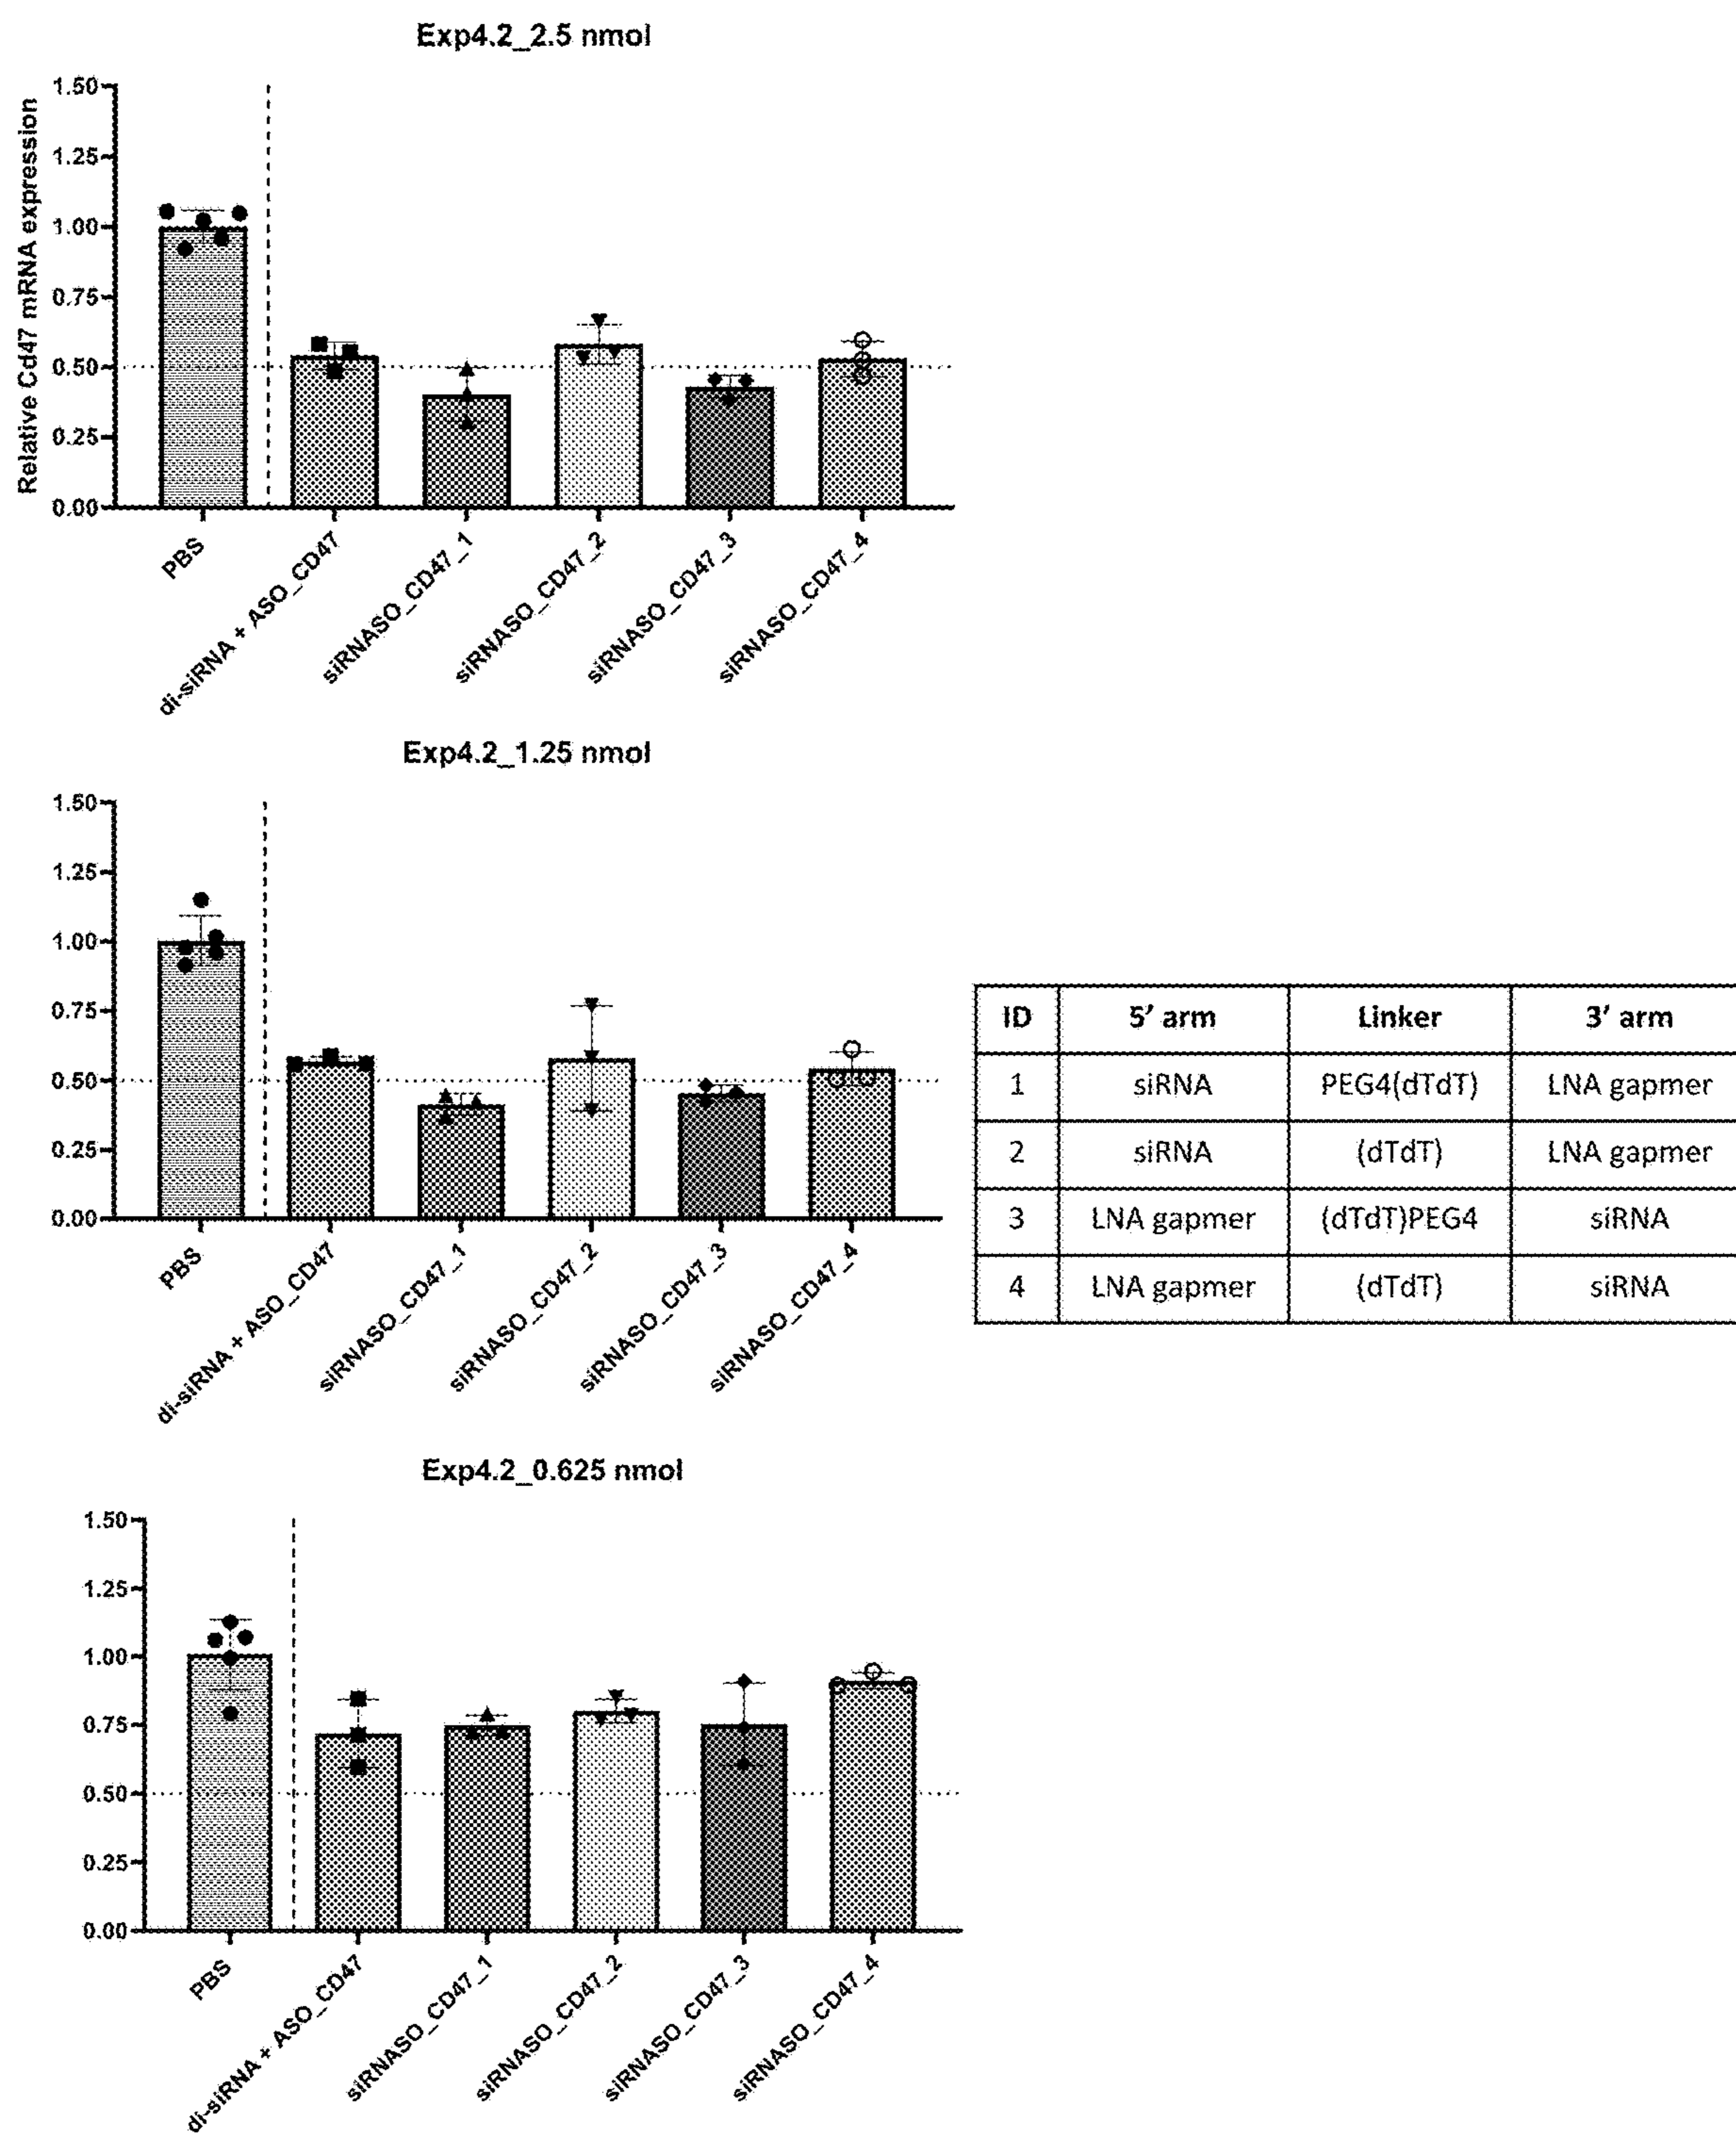 Exp4.2_2.5 nmol
Relative Cd47 mRNA expression
1.50
1.25
1.00
0.75
0.50
0.25
0.00
PBS
di-siRNA + ASO_CD47
siRNASO_CD47_1
siRNASO_CD47_2
siRNASO_CD47_3
siRNASO_CD47_4
Exp4.2_1.25 nmol
1.50
1.25
1.00
0.75
0.50
0.25
0.00
PBS
di-siRNA + ASO_CD47
siRNASO_CD47_1
siRNASO_CD47_2
siRNASO_CD47_3
siRNASO_CD47_4
ID 5’ arm Linker 3’ arm
1 siRNA PEG4(dTdT) LNA gapmer
2 siRNA (dTdT) LNA gapmer
3 LNA gapmer (dTdT)PEG4 siRNA
4 LNA gapmer (dTdT) siRNA
Exp4.2_0.625 nmol
1.50
1.25
1.00
0.75
0.50
0.25
0.00
PBS
di-siRNA + ASO_CD47
siRNASO_CD47_1
siRNASO_CD47_2
siRNASO_CD47_3
siRNASO_CD47_4